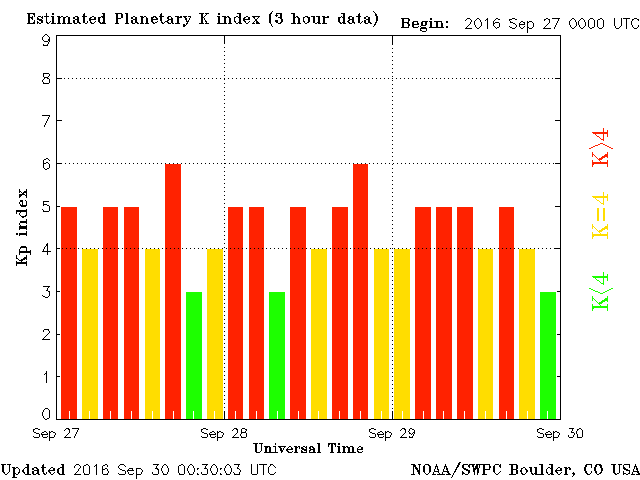 Estimated Planetary K index (3 hour data) Begin: 2016 Sep 27 0000 UTC
9
8
7
6
5
4
3
2
1
0
Kp index
K>4
K=4
K<4
Sep 27 Sep 28 Sep 29 Sep 30
Universal Time
Updated 2016 Sep 30 00:30:03 UTC NOAA/SWPC Boulder, CO USA